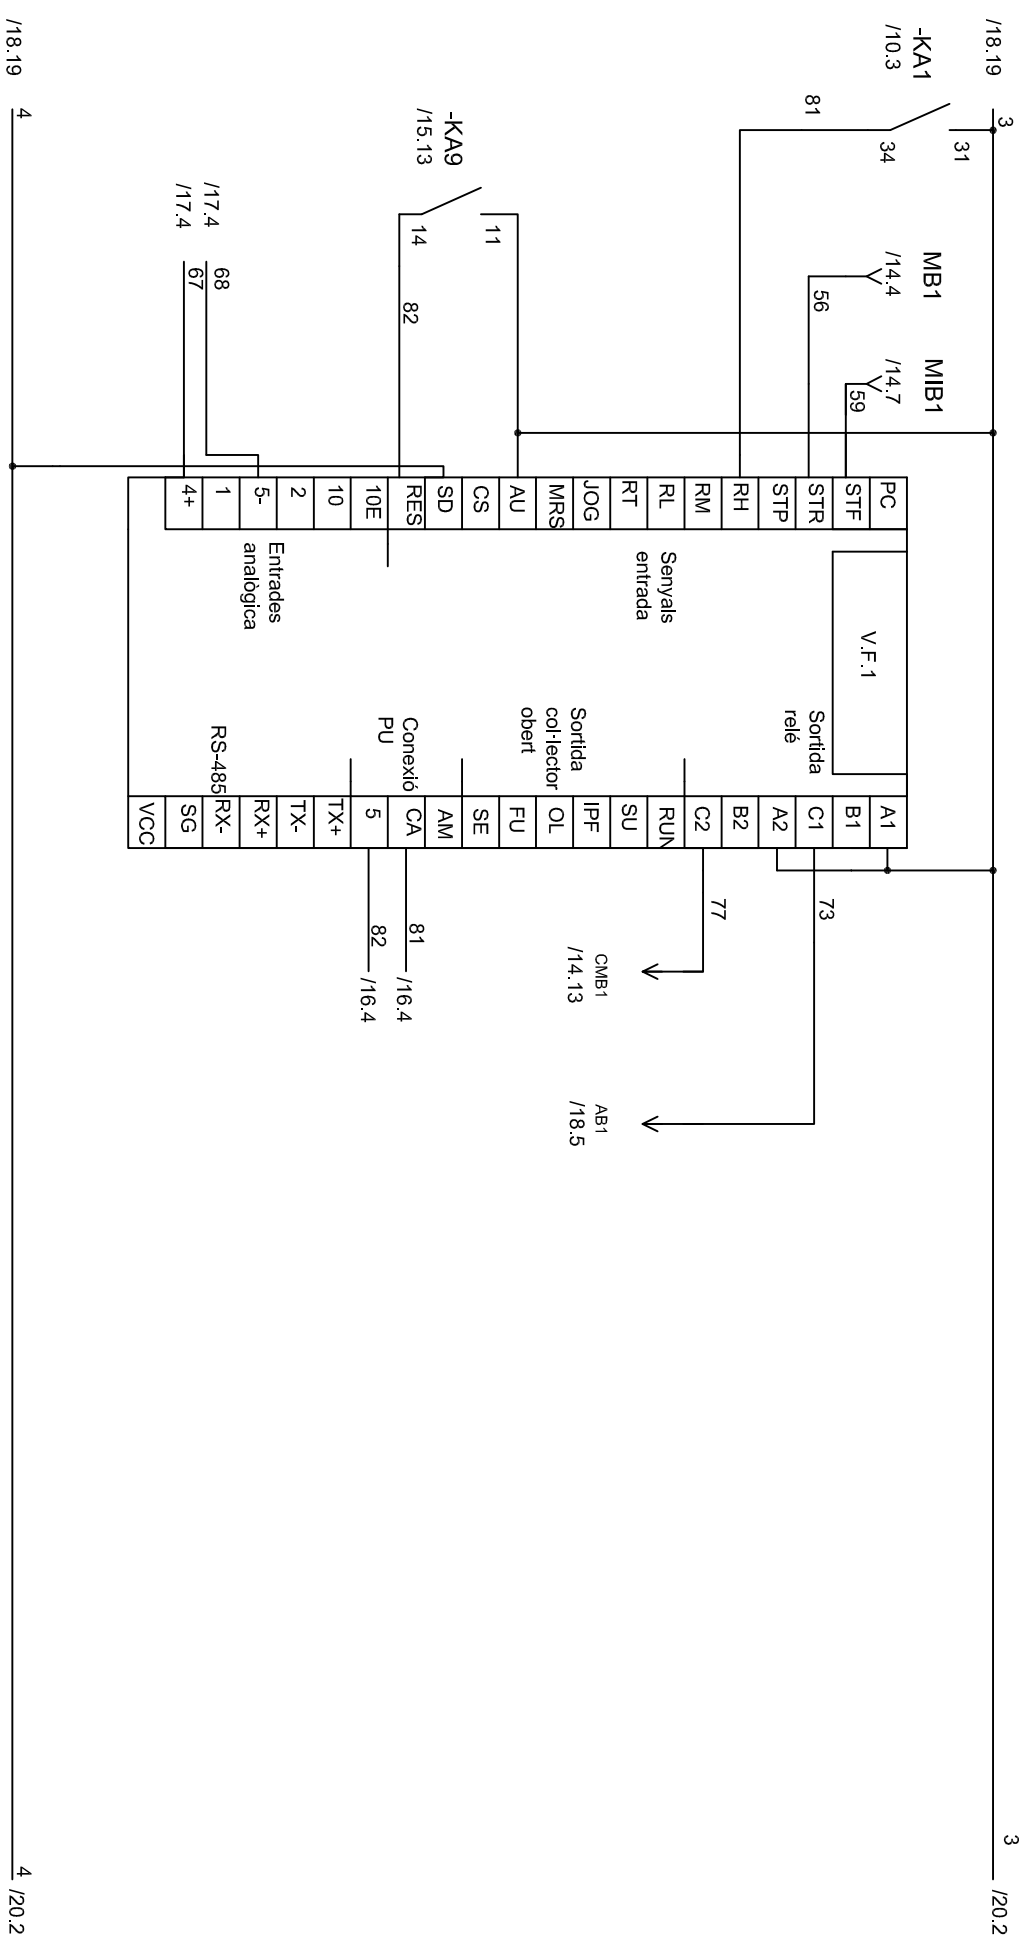 /18.19
3
3
/20.2
-KA1
/10.3
31
34
81
MB1
/14.4
56
MIB1
/14.7
59
-KA9
/15.13
11
14
82
/17.4
68
/17.4
67
/18.19
4
4
/20.2
PC
STF
STR
STP
RH
RM
RL
RT
JOG
MRS
AU
CS
SD
RES
10E
10
2
5-
1
4+
V.F.1
Senyals
entrada
Entrades
analògica
Sortida
relé
Sortida
col·lector
obert
Conexió
PU
RS-485
A1
B1
C1
A2
B2
C2
RUN
SU
IPF
OL
FU
SE
AM
CA
5
TX+
TX-
RX+
RX-
SG
VCC
73
77
CMB1
/14.13
AB1
/18.5
81
/16.4
82
/16.4